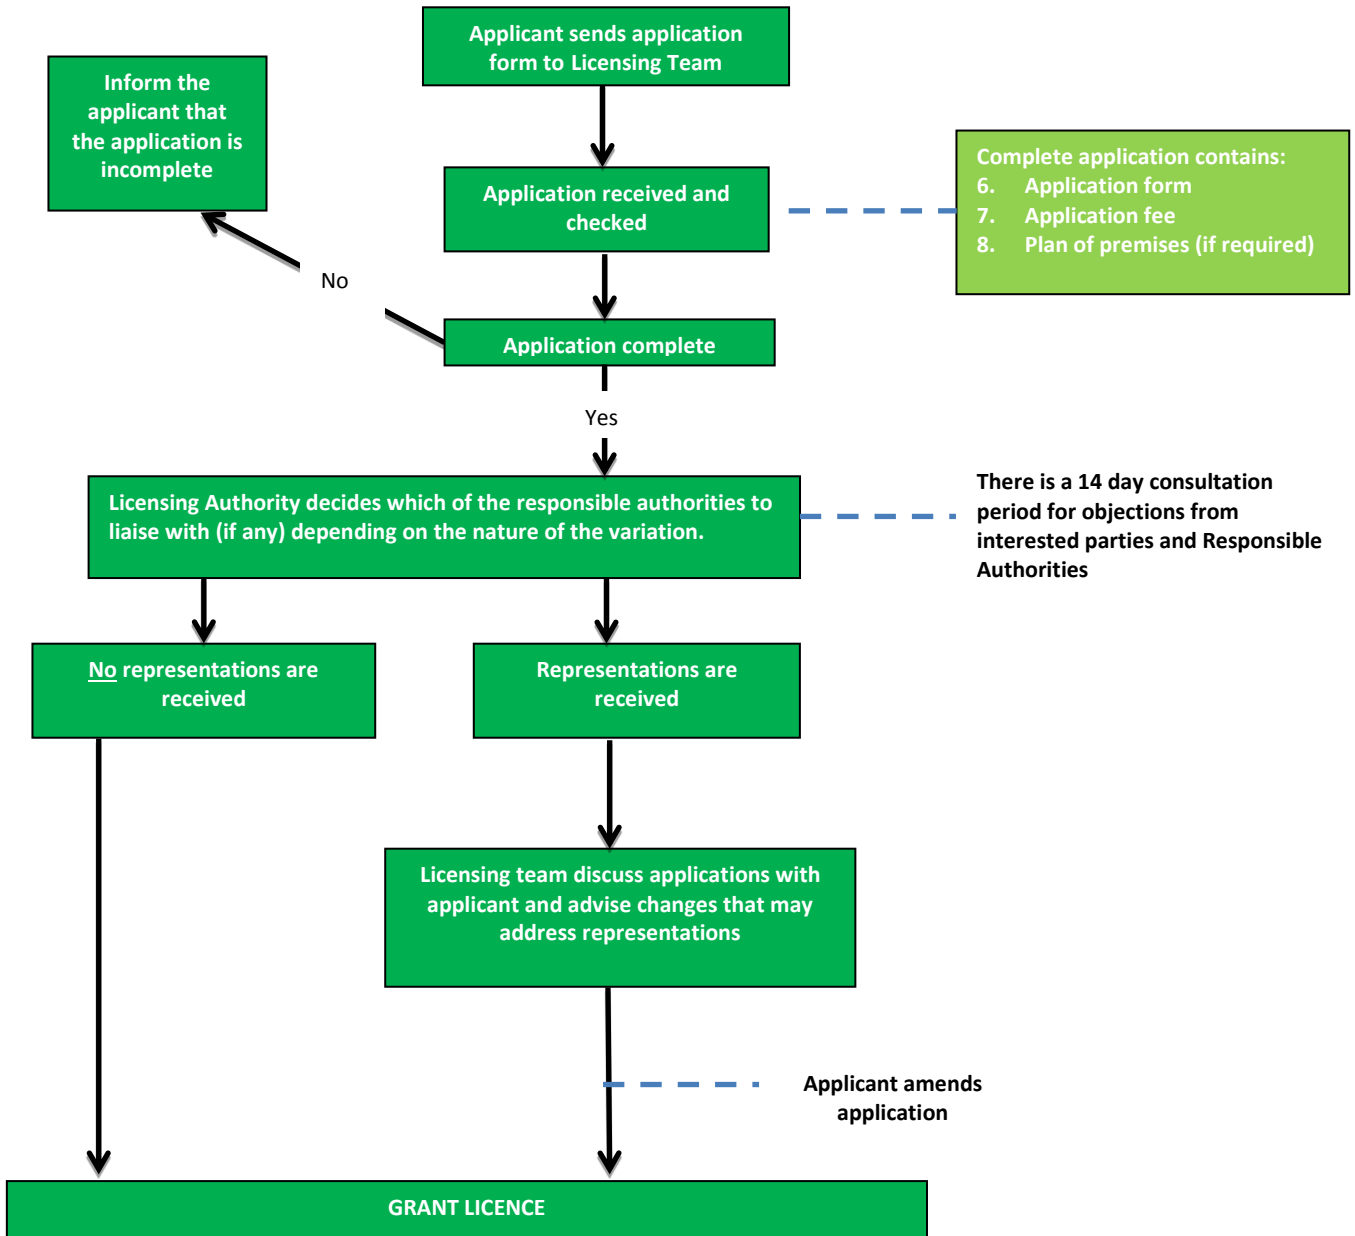 Applicant sends application
form to Licensing Team
Inform the
applicant that
the application is
incomplete
Complete application contains:
6. Application form
7. Application fee
8. Plan of premises (if required)
Application received and
checked
No
Application complete
Yes
Licensing Authority decides which of the responsible authorities to
liaise with (if any) depending on the nature of the variation.
There is a 14 day consultation
period for objections from
interested parties and Responsible
Authorities
No representations are
received
Representations are
received
Licensing team discuss applications with
applicant and advise changes that may
address representations
Applicant amends
application
GRANT LICENCE